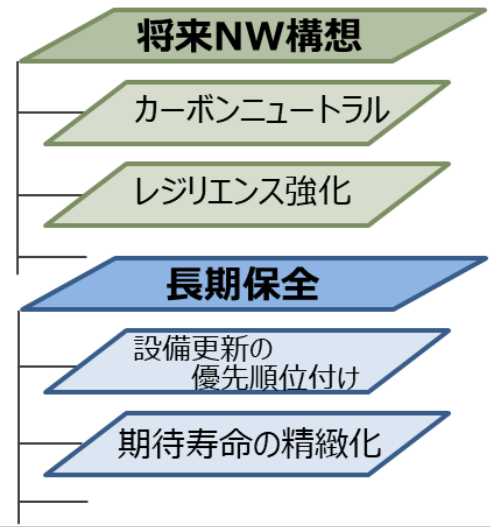 将来NW構想
カーボンニュートラル
レジリエンス強化
長期保全
設備更新の
優先順位付け
期待寿命の精緻化